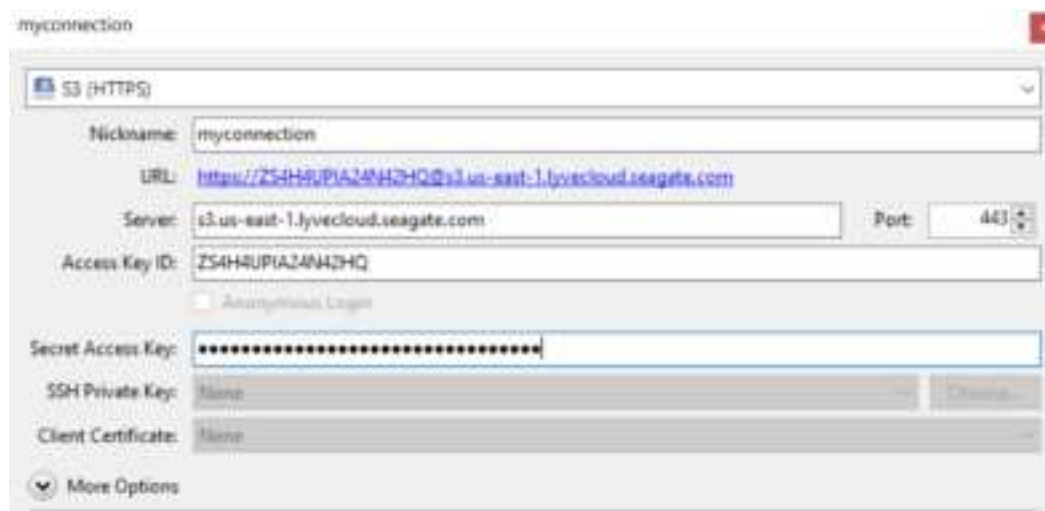 myconnection
S3 (HTTPS)
Nickname: myconnection
URL: https://ZS4H4UPIA24N42HQ@s3.us-east-1.lyvecloud.seagate.com
Server: s3.us-east-1.lyvecloud.seagate.com Port: 443
Access Key ID: ZS4H4UPIA24N42HQ
Anonymous Login
Secret Access Key: ••••••••••••••••••••••••••••••••
SSH Private Key: None Choose...
Client Certificate: None
More Options